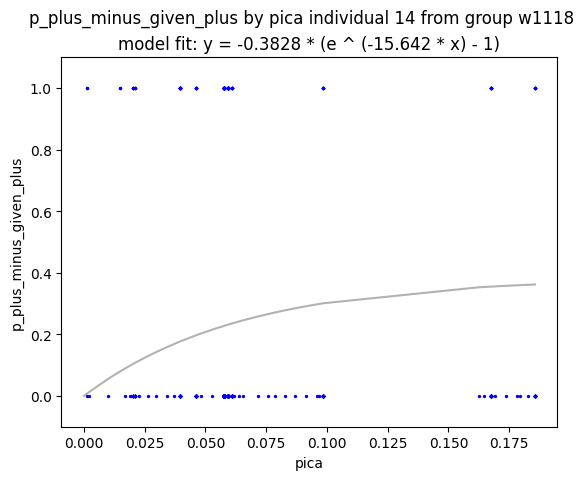 p_plus_minus_given_plus by pica individual 14 from group w1118
model fit: y = -0.3828 * (e ^ (-15.642 * x) - 1)
p_plus_minus_given_plus
1.0
0.8
0.6
0.4
0.2
0.0
0.000 0.025 0.050 0.075 0.100 0.125 0.150 0.175
pica